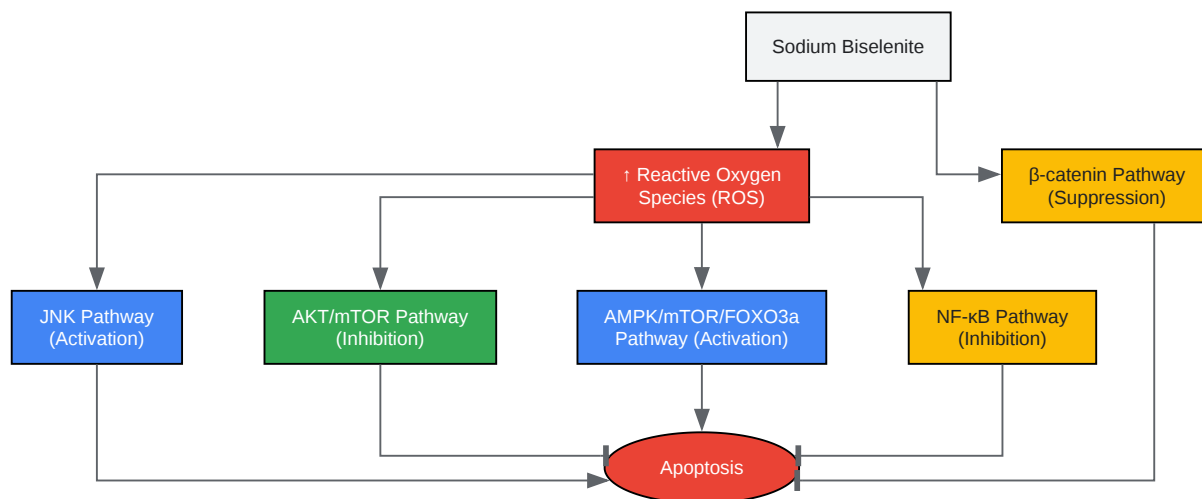 Sodium Biselenite
↑ Reactive Oxygen
Species (ROS)
β-catenin Pathway
(Suppression)
JNK Pathway
(Activation)
AKT/mTOR Pathway
(Inhibition)
AMPK/mTOR/FOXO3a
Pathway (Activation)
NF-κB Pathway
(Inhibition)
Apoptosis